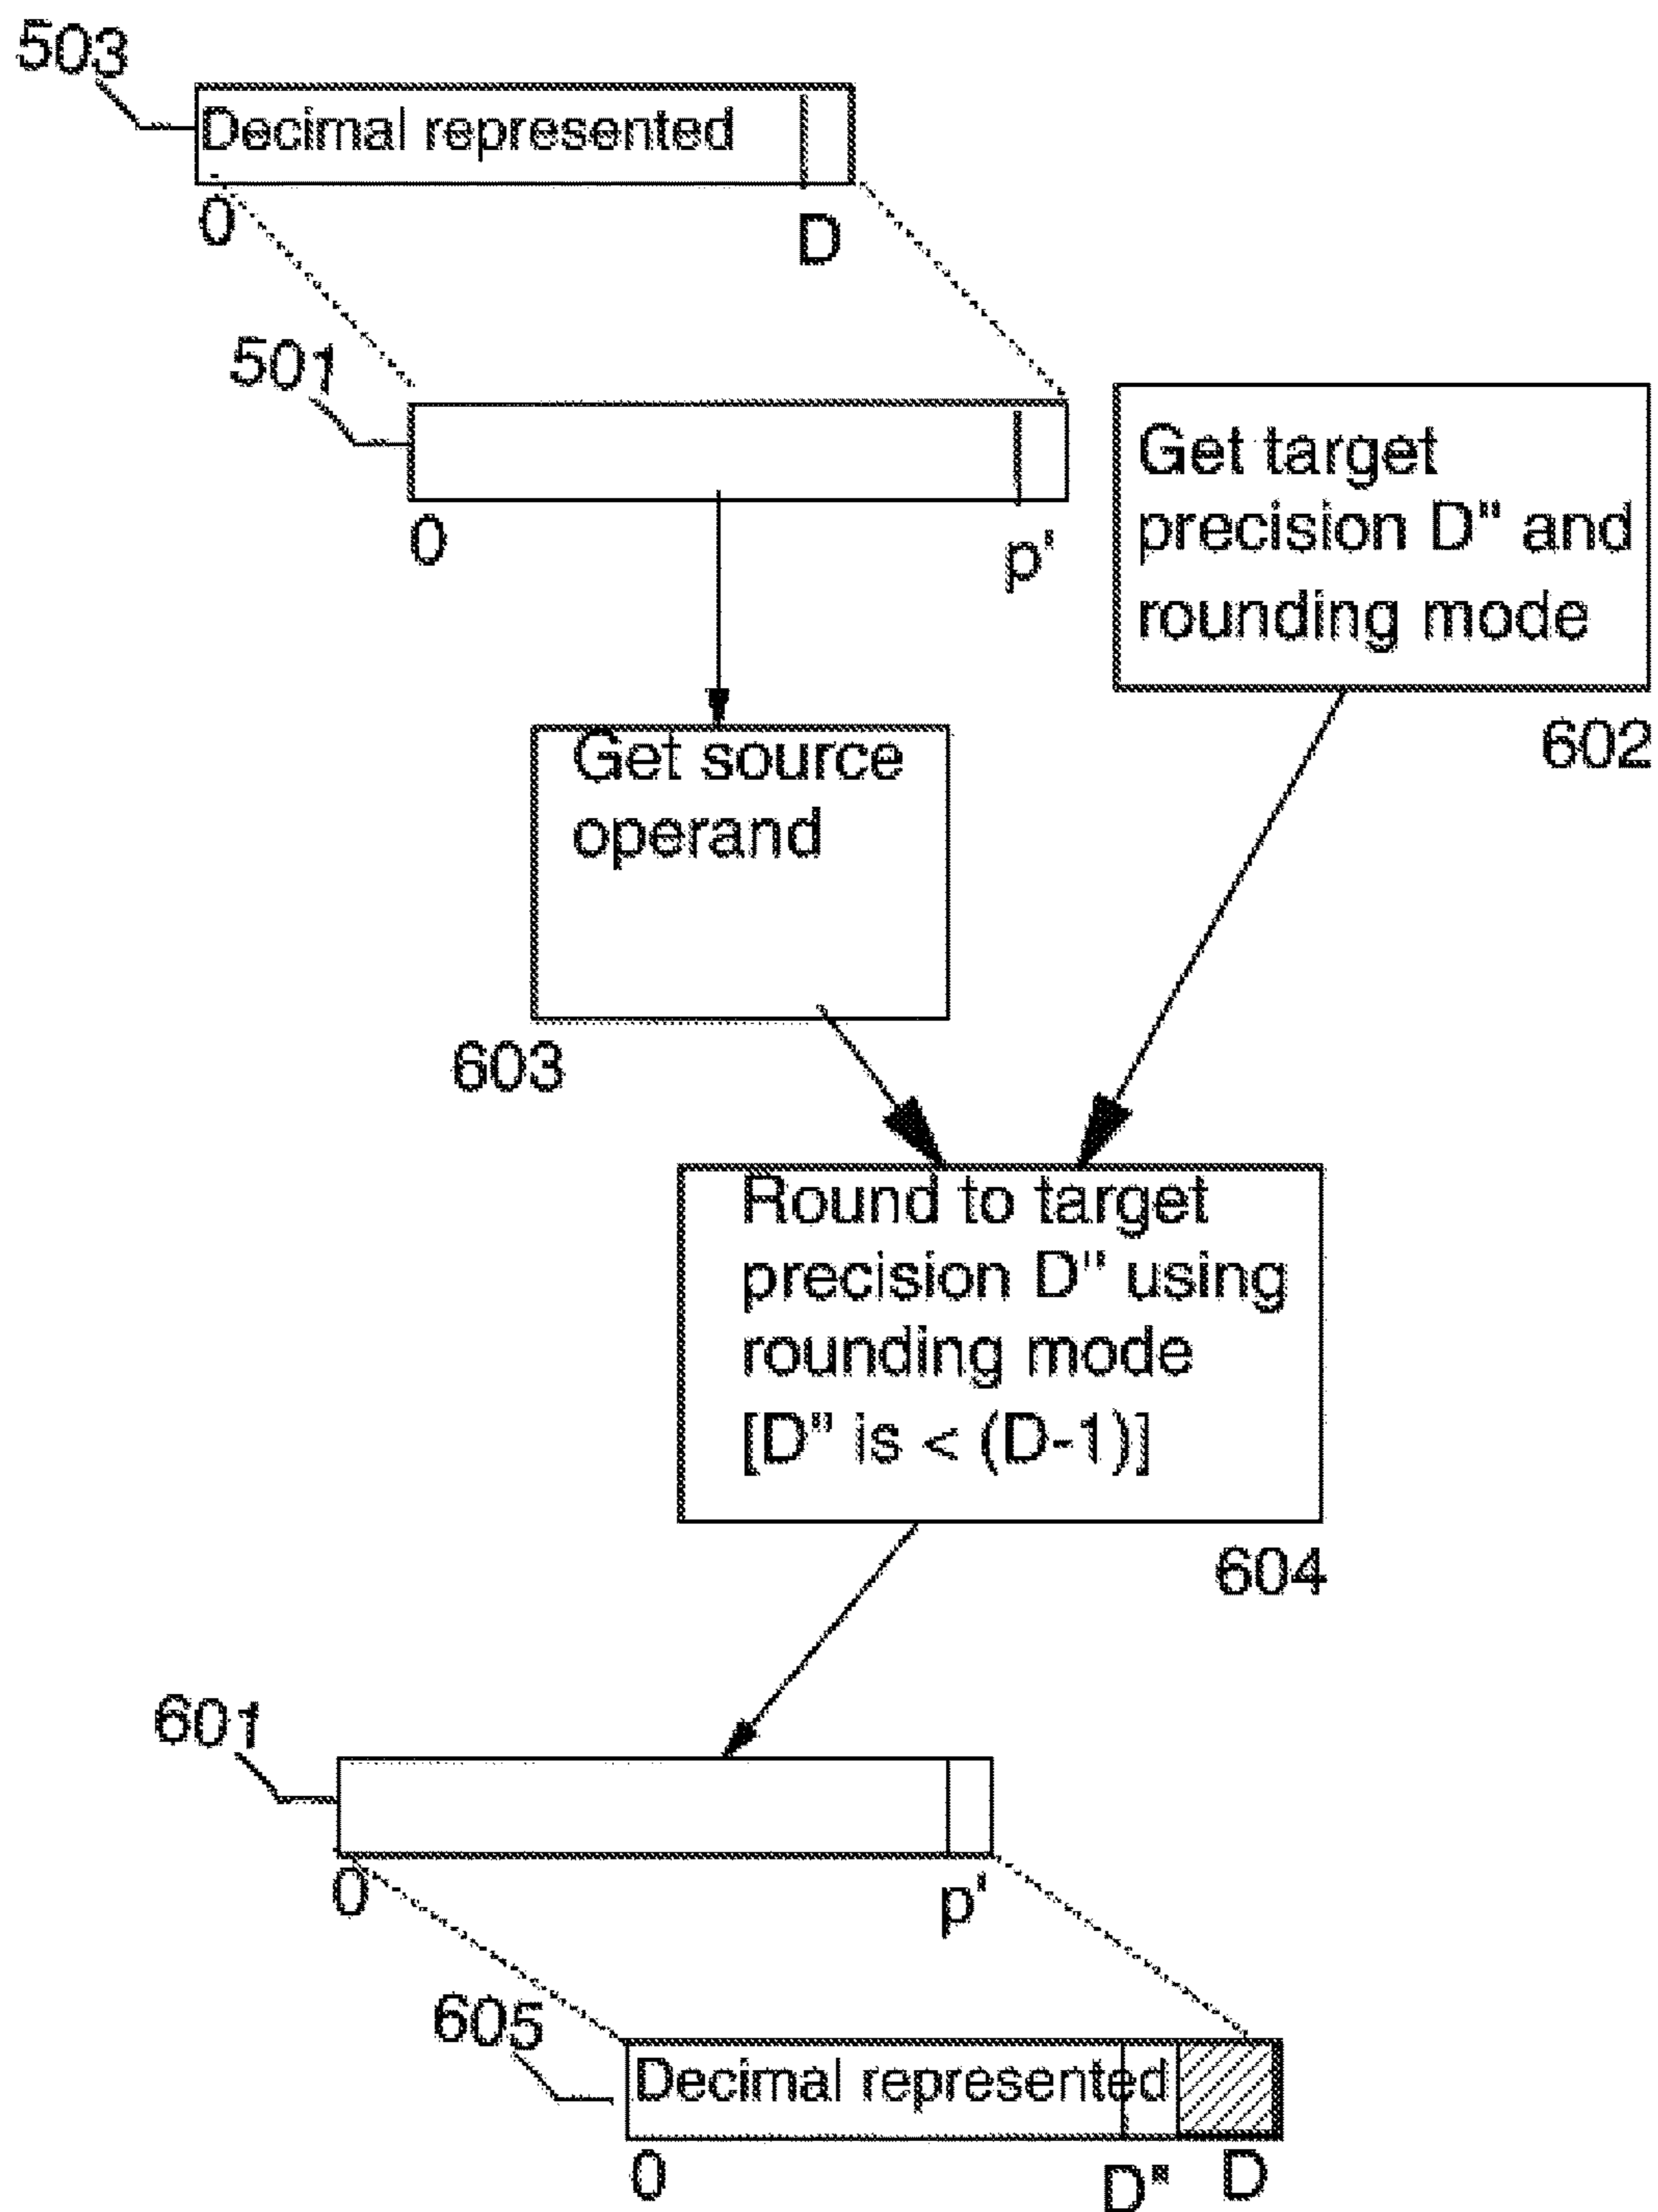 503
Decimal represented
0
D
501
0
p'
Get target
precision D" and
rounding mode
602
Get source
operand
603
Round to target
precision D" using
rounding mode
[D" is < (D-1)]
604
601
0
p'
605
Decimal represented
0
D"
D